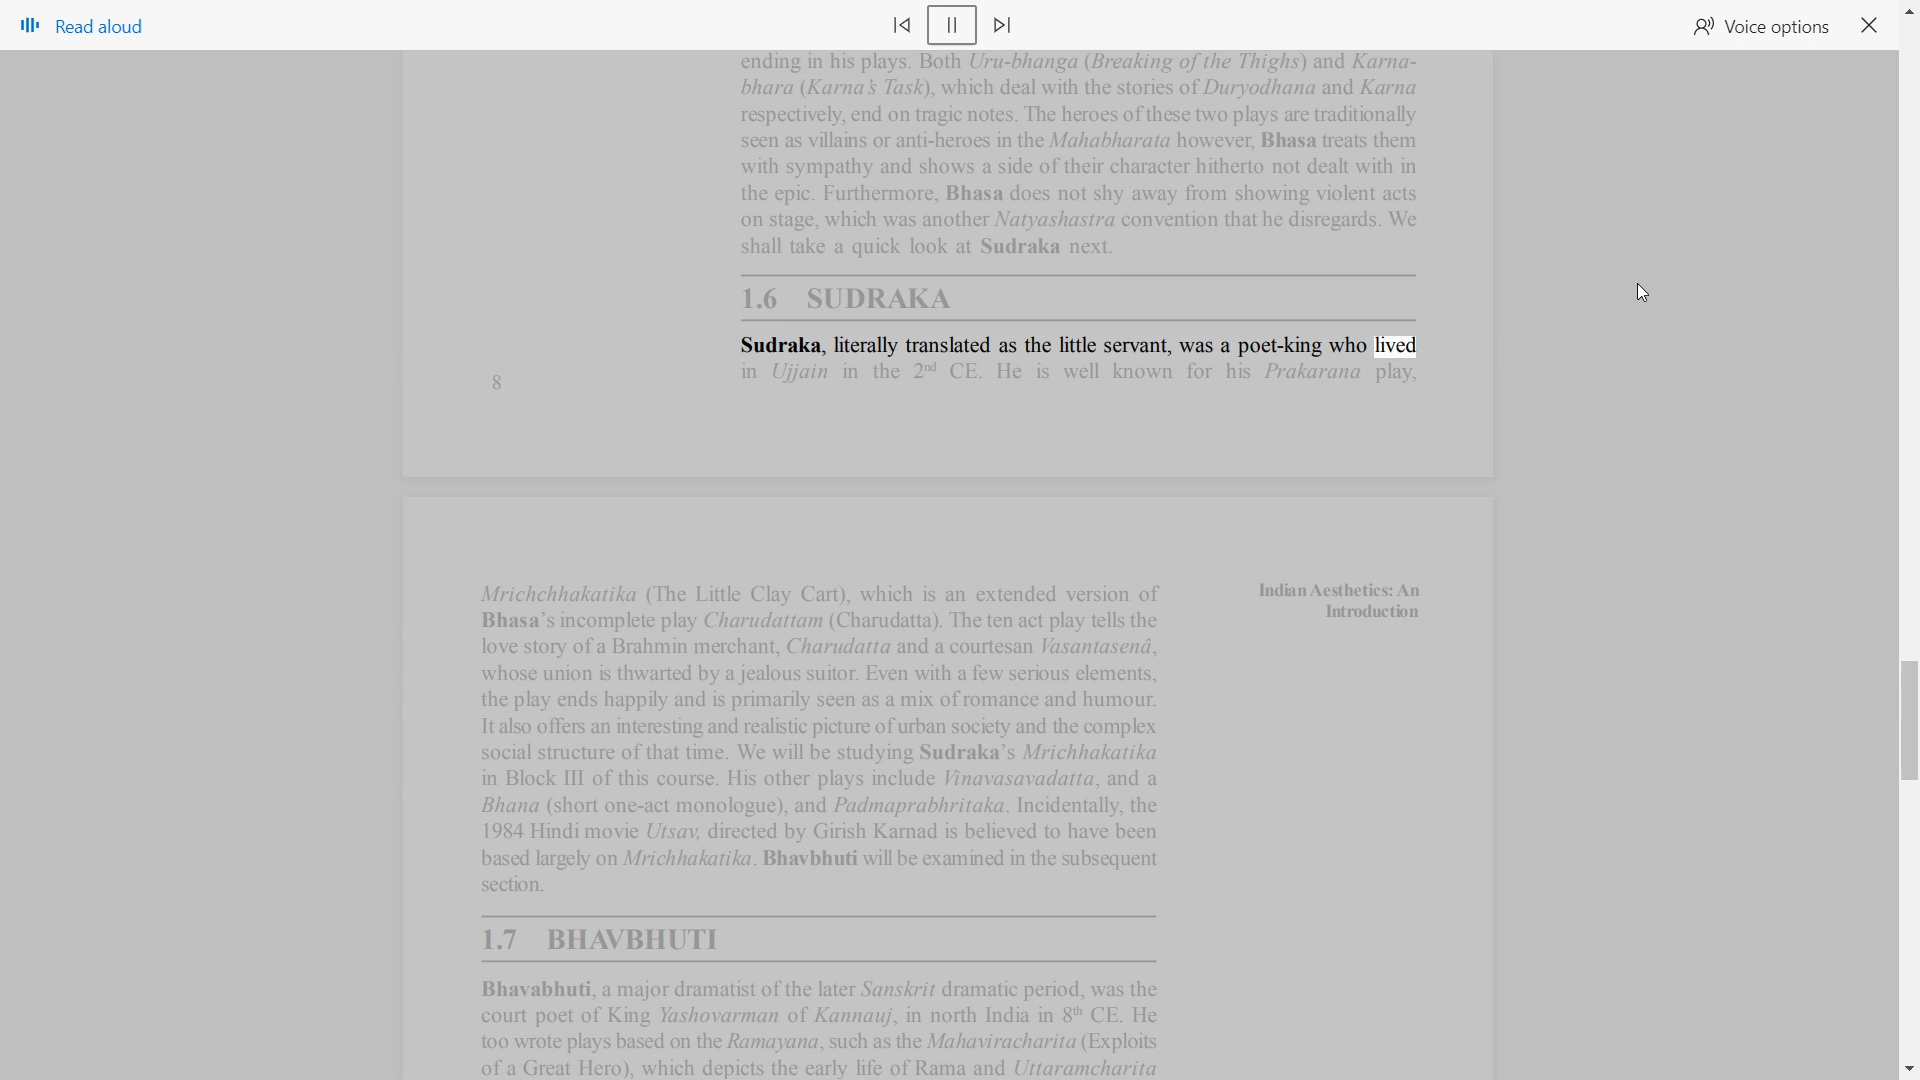 Read aloud
Voice options
ending in his plays. Both Uru-bhanga (Breaking of the Thighs) and Karna-
bhara (Karna's Task), which deal with the stories of Duryodhana and Karna
respectively, end on tragic notes. The heroes of these two plays are traditionally
seen as villains or anti-heroes in the Mahabharata however, Bhasa treats them
with sympathy and shows a side of their character hitherto not dealt with in
the epic. Furthermore, Bhasa does not shy away from showing violent acts
on stage, which was another Natyashastra convention that he disregards. We
shall take a quick look at Sudraka next.
1.6 SUDRAKA
Sudraka, literally translated as the little servant, was a poet-king who lived
in Ujjain in the 2nd CE. He is well known for his Prakarana play,
8
Indian Aesthetics: An
Introduction
Mrichchhakatika (The Little Clay Cart), which is an extended version of
Bhasa's incomplete play Charudattam (Charudatta). The ten act play tells the
love story of a Brahmin merchant, Charudatta and a courtesan Vasantasenâ,
whose union is thwarted by a jealous suitor. Even with a few serious elements,
the play ends happily and is primarily seen as a mix of romance and humour.
It also offers an interesting and realistic picture of urban society and the complex
social structure of that time. We will be studying Sudraka's Mrichhakatika
in Block III of this course. His other plays include Vinavasavadatta, and a
Bhana (short one-act monologue), and Padmaprabhritaka. Incidentally, the
1984 Hindi movie Utsav, directed by Girish Karnad is believed to have been
based largely on Mrichhakatika. Bhavbhuti will be examined in the subsequent
section.
1.7 BHAVBHUTI
Bhavabhuti, a major dramatist of the later Sanskrit dramatic period, was the
court poet of King Yashovarman of Kannauj, in north India in 8th CE. He
too wrote plays based on the Ramayana, such as the Mahaviracharita (Exploits
of a Great Hero), which depicts the early life of Rama and Uttaramcharita